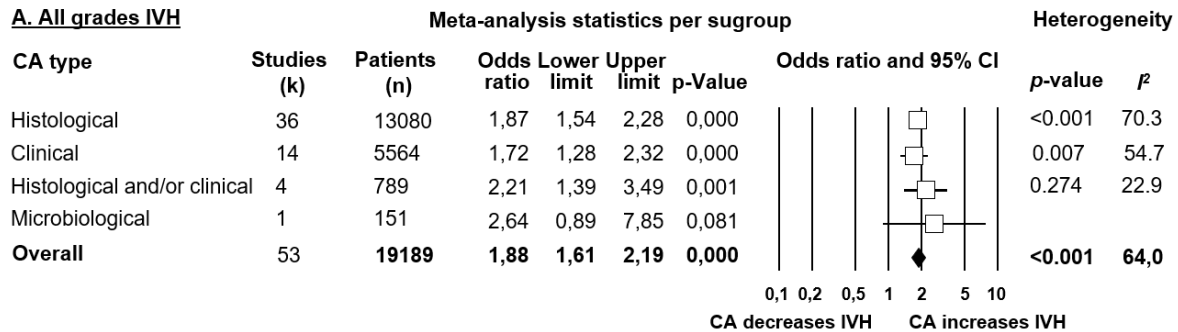 A. All grades IVH Meta-analysis statistics per sugroup Heterogeneity
CA type Studies (k) Patients (n) Odds ratio Lower limit Upper limit p-Value Odds ratio and 95% CI p-value I²
Histological 36 13080 1,87 1,54 2,28 0,000 <0.001 70.3
Clinical 14 5564 1,72 1,28 2,32 0,000 0.007 54.7
Histological and/or clinical 4 789 2,21 1,39 3,49 0,001 0.274 22.9
Microbiological 1 151 2,64 0,89 7,85 0,081
Overall 53 19189 1,88 1,61 2,19 0,000 <0.001 64,0
0,1 0,2 0,5 1 2 5 10
CA decreases IVH CA increases IVH